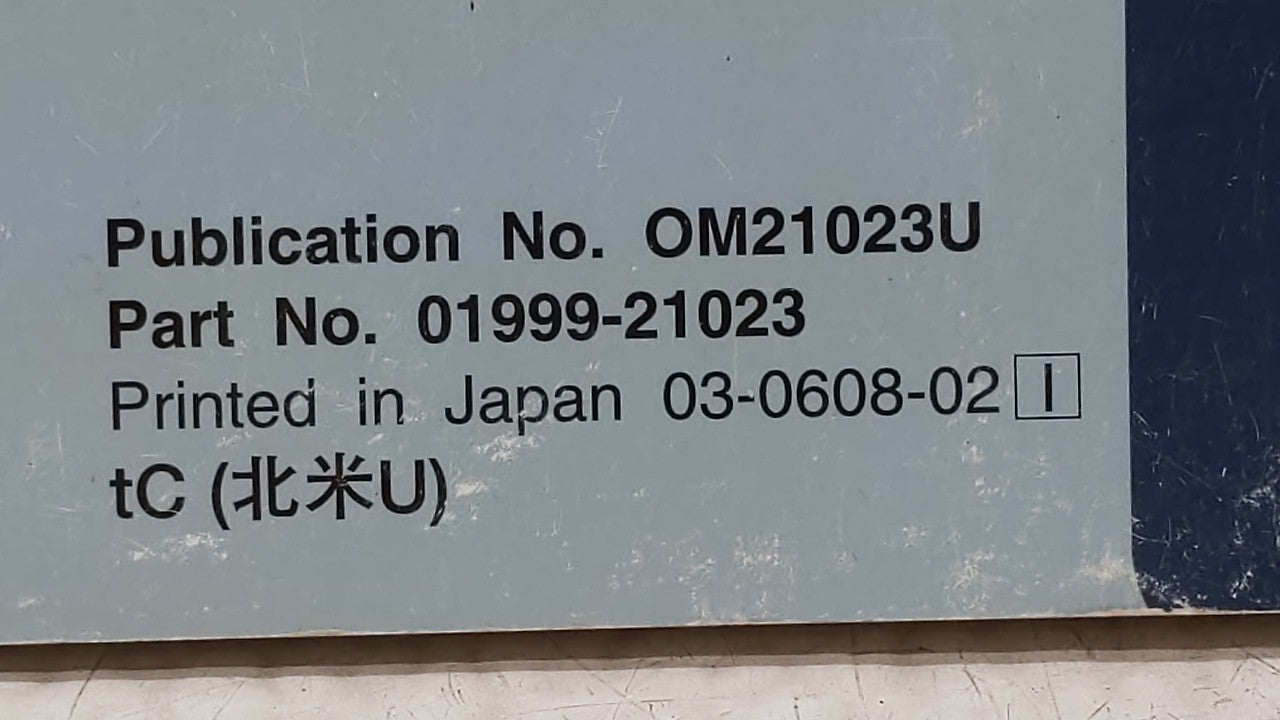 Publication No. OM21023U
Part No. 01999-21023
Printed in Japan 03-0608-02 I
tC (北米U)